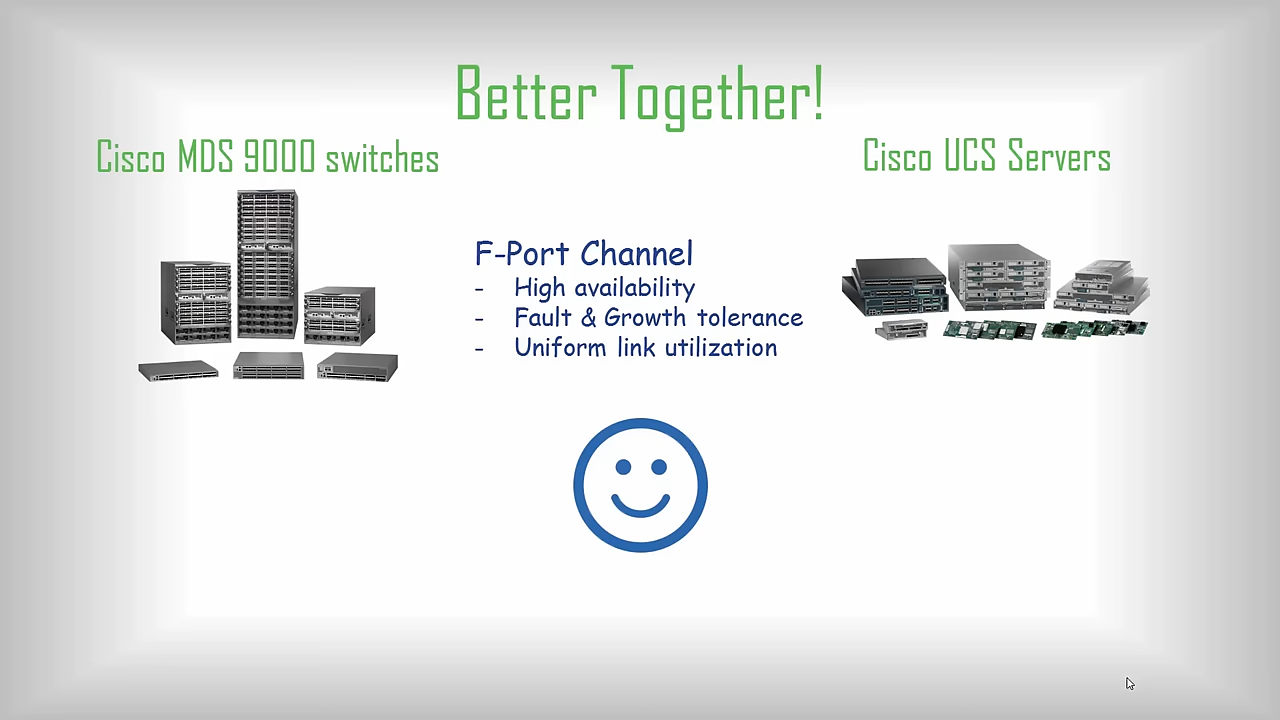 Better Together!
Cisco MDS 9000 switches
Cisco UCS Servers
F-Port Channel
- High availability
- Fault & Growth tolerance
- Uniform link utilization